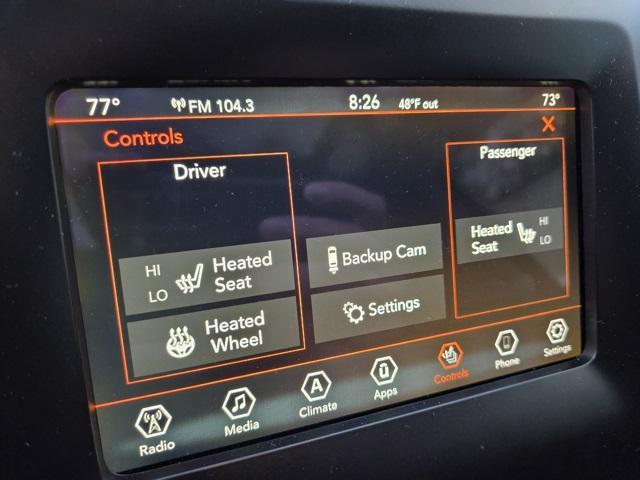 77° FM 104.3 8:26 48°F out 73°
Controls X
Driver
Passenger
HI
LO
Heated
Seat
Heated
Wheel
Backup Cam
Settings
Heated
Seat
HI
LO
Radio
Media
A
Climate
ū
Apps
Controls
Phone
Settings